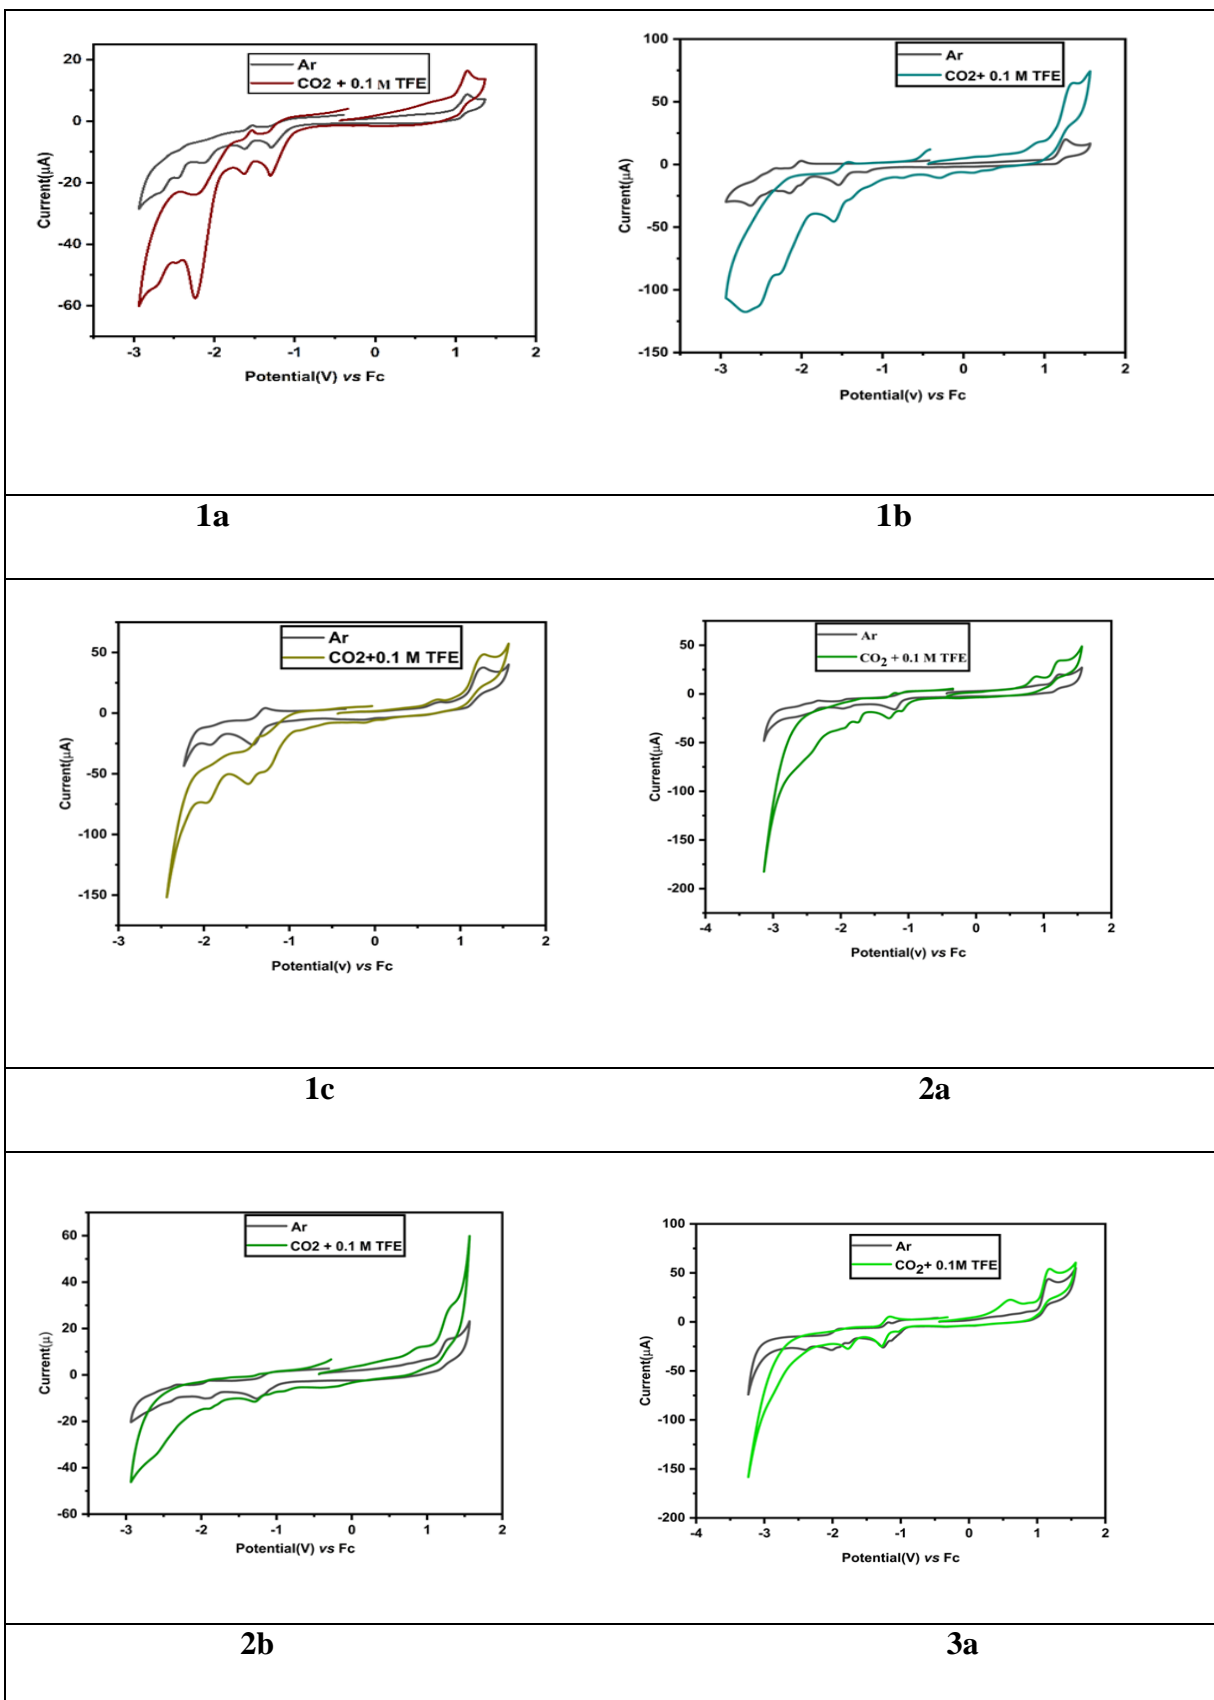 Ar
CO2 + 0.1 M TFE
20
0
-20
-40
-60
Current(μA)
-3 -2 -1 0 1 2
Potential(V) vs Fc
Ar
CO2+ 0.1 M TFE
100
50
0
-50
-100
-150
Current(μA)
-3 -2 -1 0 1 2
Potential(v) vs Fc
1a 1b
Ar
CO2+0.1 M TFE
50
0
-50
-100
-150
Current(μA)
-3 -2 -1 0 1 2
Potential(v) vs Fc
Ar
CO2 + 0.1 M TFE
50
0
-50
-100
-150
-200
Current(μA)
-4 -3 -2 -1 0 1 2
Potential(v) vs Fc
1c 2a
Ar
CO2 + 0.1 M TFE
60
40
20
0
-20
-40
-60
Current(μ)
-3 -2 -1 0 1 2
Potential(V) vs Fc
Ar
CO2+ 0.1M TFE
100
50
0
-50
-100
-150
-200
Current(μA)
-4 -3 -2 -1 0 1 2
Potential(V) vs Fc
2b 3a